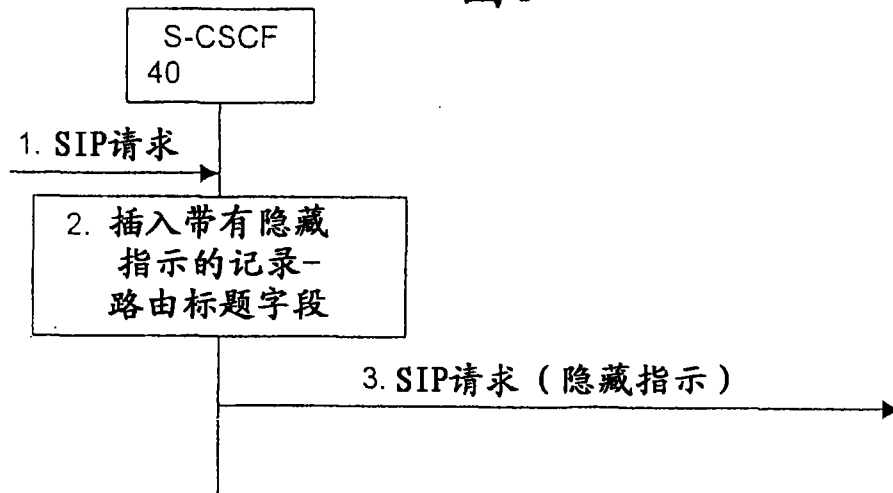 S-CSCF
40
1. SIP请求
2. 插入带有隐藏
指示的记录-
路由标题字段
3. SIP请求(隐藏指示)